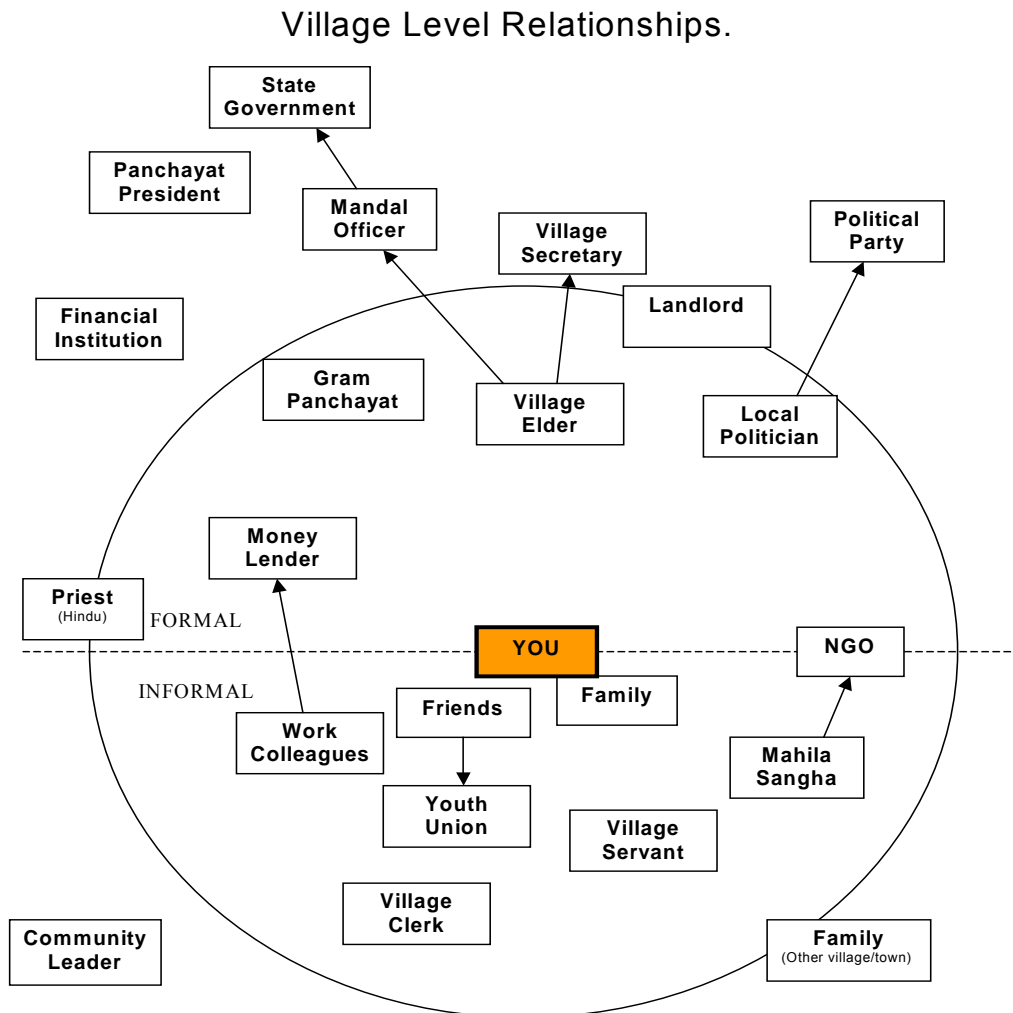 Village Level Relationships.
State
Government
Panchayat
President
Mandal
Officer
Village
Secretary
Political
Party
Landlord
Financial
Institution
Gram
Panchayat
Village
Elder
Local
Politician
Money
Lender
Priest
(Hindu)
FORMAL
YOU
NGO
INFORMAL
Friends
Family
Work
Colleagues
Mahila
Sangha
Youth
Union
Village
Servant
Village
Clerk
Community
Leader
Family
(Other village/town)